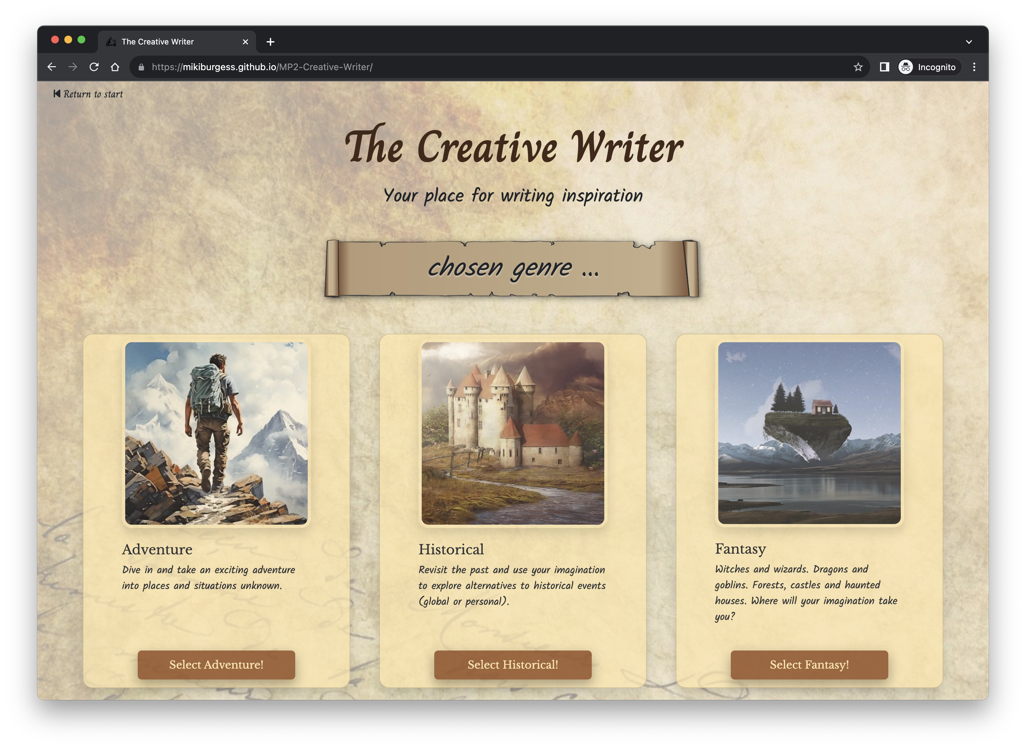 The Creative Writer
https://mikiburgess.github.io/MP2-Creative-Writer/
Incognito
Return to start
The Creative Writer
Your place for writing inspiration
chosen genre ...
Adventure
Dive in and take an exciting adventure
into places and situations unknown.
Select Adventure!
Historical
Revisit the past and use your imagination
to explore alternatives to historical events
(global or personal).
Select Historical!
Fantasy
Witches and wizards. Dragons and
goblins. Forests, castles and haunted
houses. Where will your imagination take
you?
Select Fantasy!